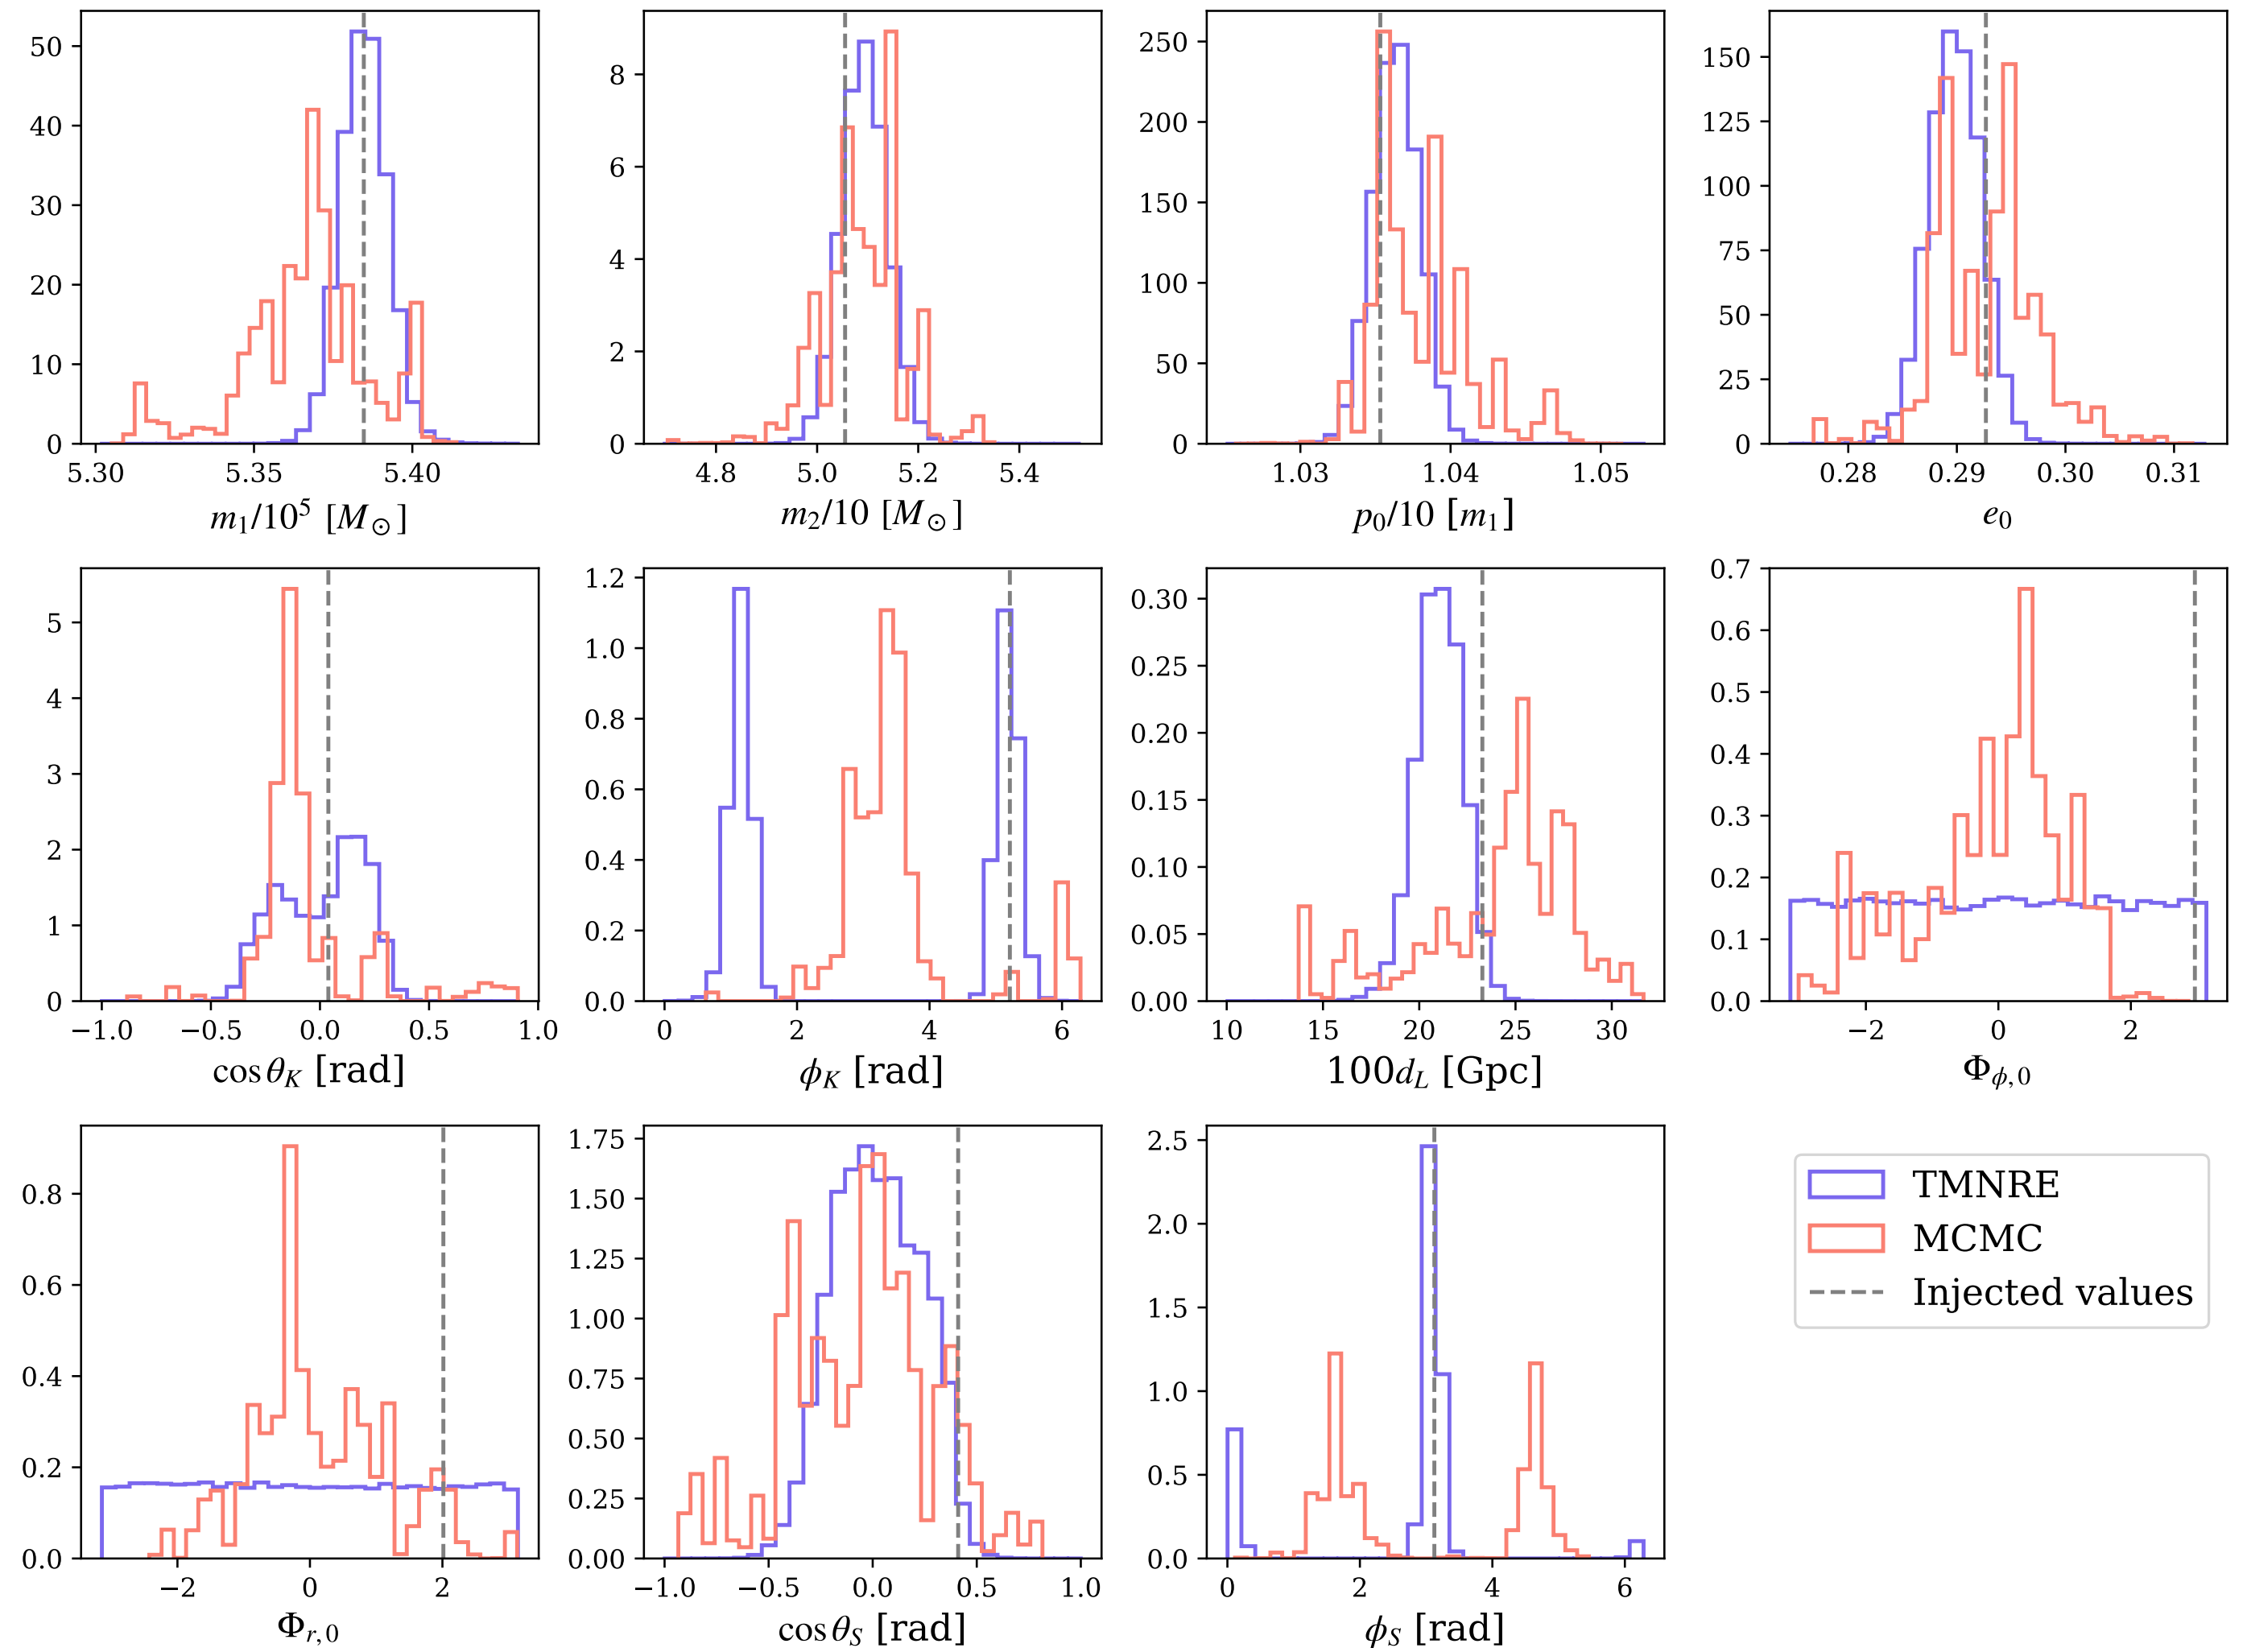 50
40
30
20
10
0
5.30 5.35 5.40
m₁/10⁵ [M⊙]
8
6
4
2
0
4.8 5.0 5.2 5.4
m₂/10 [M⊙]
250
200
150
100
50
0
1.03 1.04 1.05
p₀/10 [m₁]
150
125
100
75
50
25
0
0.28 0.29 0.30 0.31
e₀
5
4
3
2
1
0
−1.0 −0.5 0.0 0.5 1.0
cos θ_K [rad]
1.2
1.0
0.8
0.6
0.4
0.2
0.0
0 2 4 6
ϕ_K [rad]
0.30
0.25
0.20
0.15
0.10
0.05
0.00
10 15 20 25 30
100d_L [Gpc]
0.7
0.6
0.5
0.4
0.3
0.2
0.1
0.0
−2 0 2
Φ_ϕ,0
0.8
0.6
0.4
0.2
0.0
−2 0 2
Φ_r,0
1.75
1.50
1.25
1.00
0.75
0.50
0.25
0.00
−1.0 −0.5 0.0 0.5 1.0
cos θ_S [rad]
2.5
2.0
1.5
1.0
0.5
0.0
0 2 4 6
ϕ_S [rad]
TMNRE
MCMC
Injected values